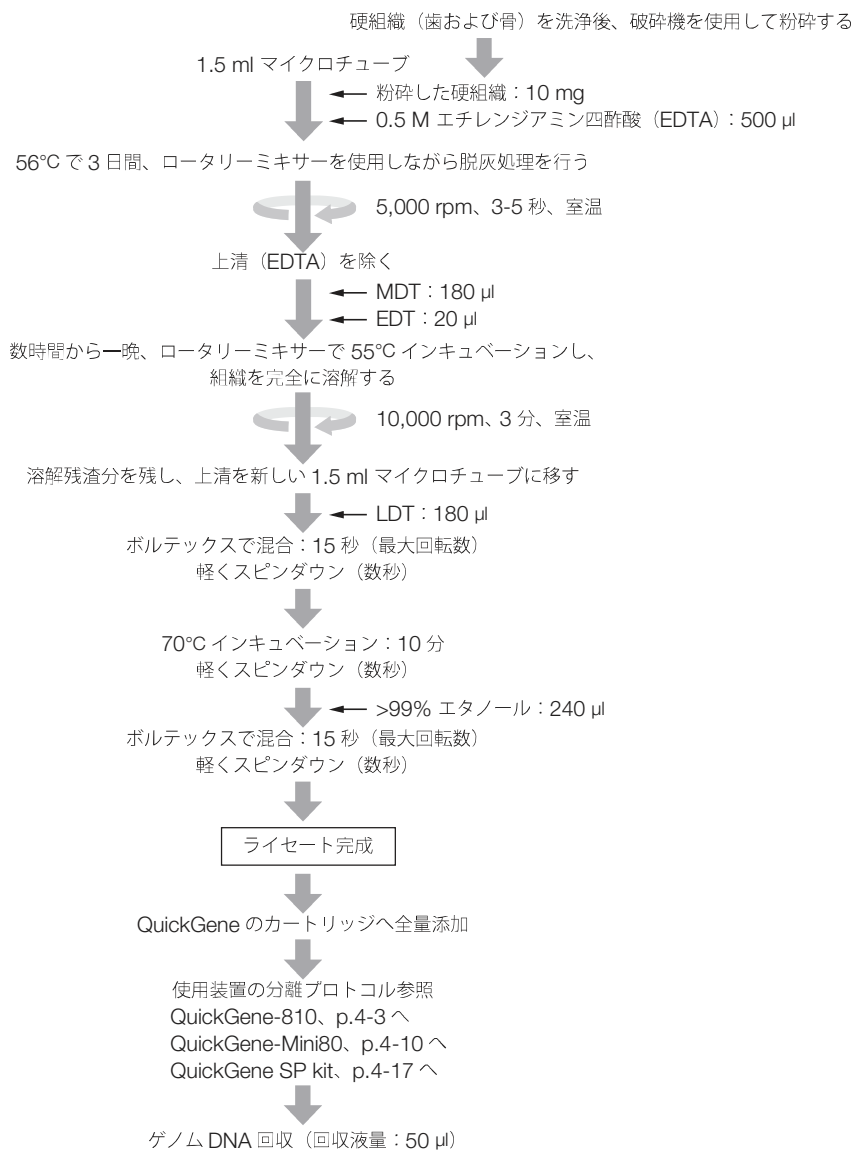 硬組織（歯および骨）を洗浄後、破砕機を使用して粉砕する
1.5 ml マイクロチューブ
粉砕した硬組織：10 mg
0.5 M エチレンジアミン四酢酸（EDTA）：500 μl
56°C で 3 日間、ロータリーミキサーを使用しながら脱灰処理を行う
5,000 rpm、3-5 秒、室温
上清（EDTA）を除く
MDT：180 μl
EDT：20 μl
数時間から一晩、ロータリーミキサーで 55°C インキュベーションし、
組織を完全に溶解する
10,000 rpm、3 分、室温
溶解残渣分を残し、上清を新しい 1.5 ml マイクロチューブに移す
LDT：180 μl
ボルテックスで混合：15 秒（最大回転数）
軽くスピンダウン（数秒）
70°C インキュベーション：10 分
軽くスピンダウン（数秒）
>99% エタノール：240 μl
ボルテックスで混合：15 秒（最大回転数）
軽くスピンダウン（数秒）
ライセート完成
QuickGene のカートリッジへ全量添加
使用装置の分離プロトコル参照
QuickGene-810、p.4-3 へ
QuickGene-Mini80、p.4-10 へ
QuickGene SP kit、p.4-17 へ
ゲノム DNA 回収（回収液量：50 μl）